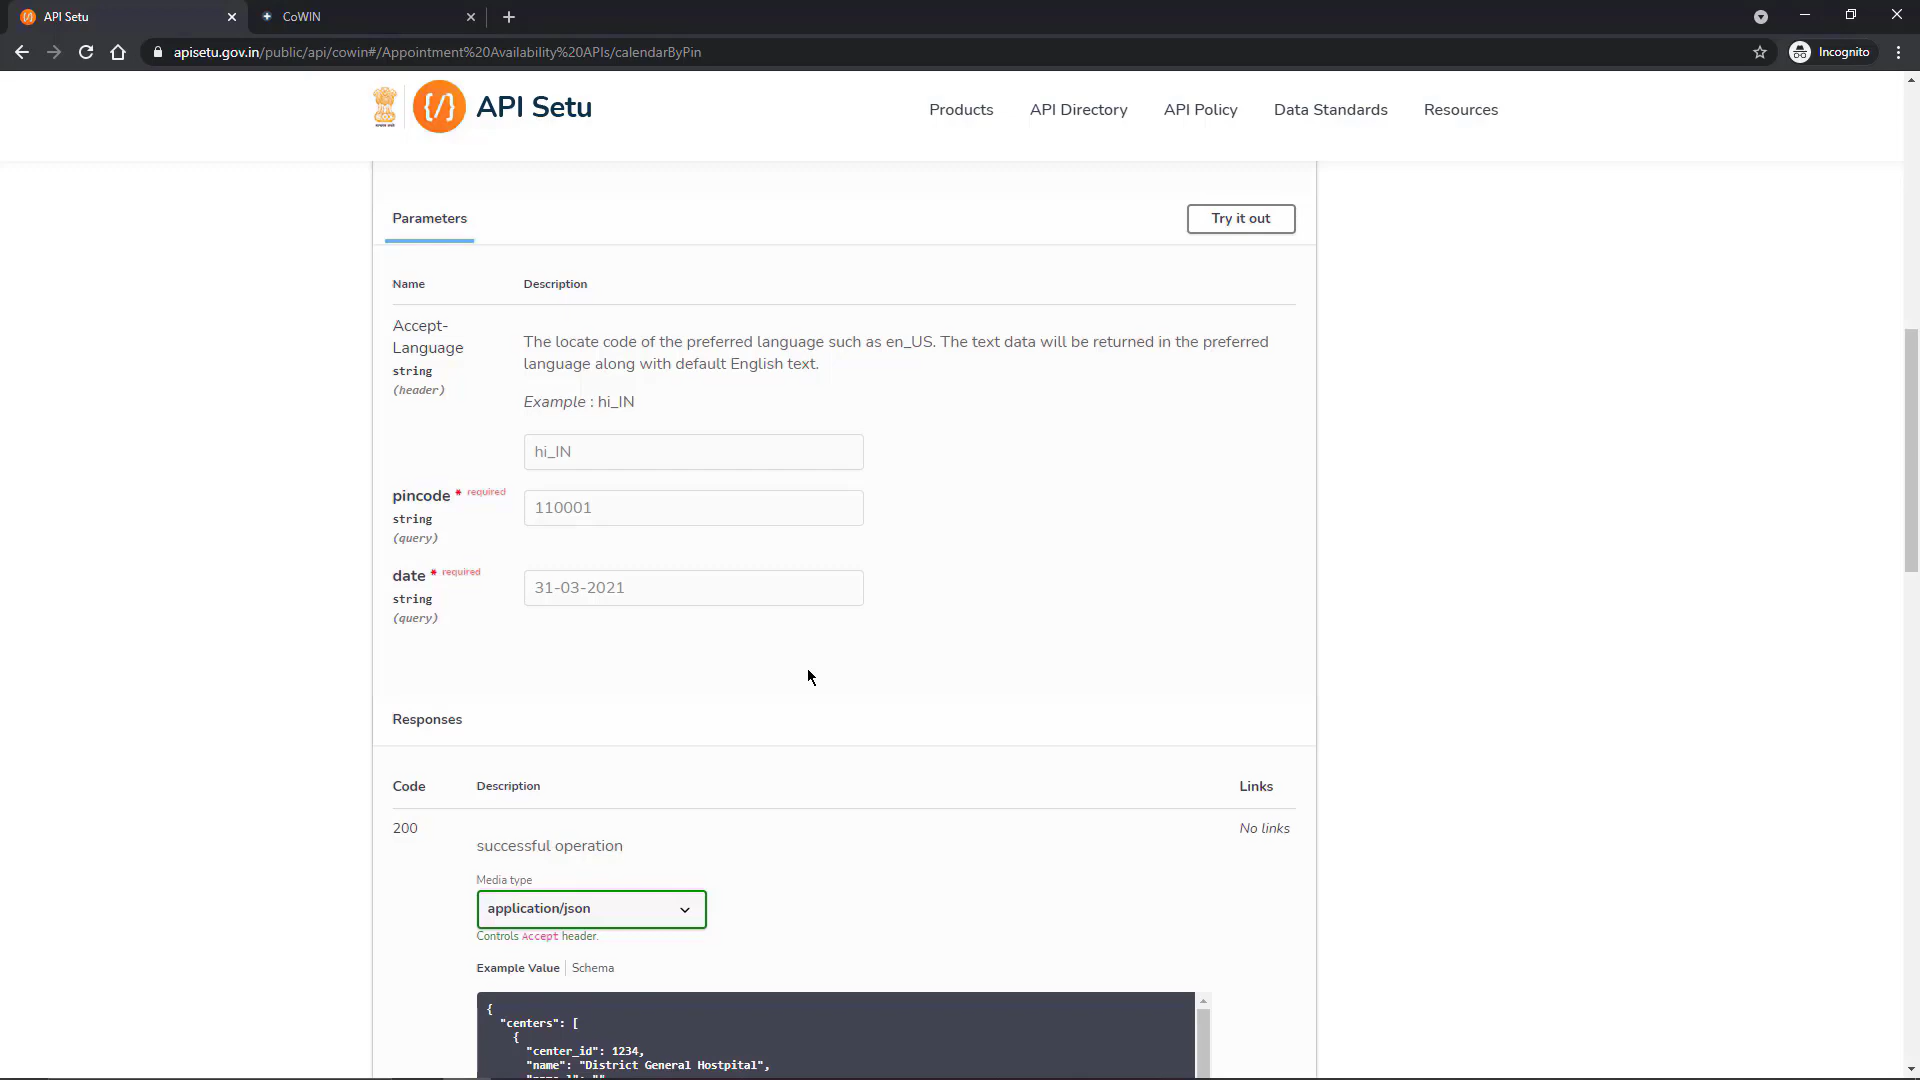 API Setu
CoWIN
apisetu.gov.in/public/api/cowin#/Appointment%20Availability%20APIs/calendarByPin
Incognito
{/} API Setu
Products
API Directory
API Policy
Data Standards
Resources
Parameters
Try it out
Name
Description
Accept-
Language
string
(header)
The locate code of the preferred language such as en_US. The text data will be returned in the preferred
language along with default English text.
Example : hi_IN
hi_IN
pincode * required
string
(query)
110001
date * required
string
(query)
31-03-2021
Responses
Code
Description
Links
200
successful operation
No links
Media type
application/json
Controls Accept header.
Example Value
Schema
{
"centers": [
{
"center_id": 1234,
"name": "District General Hostpital",